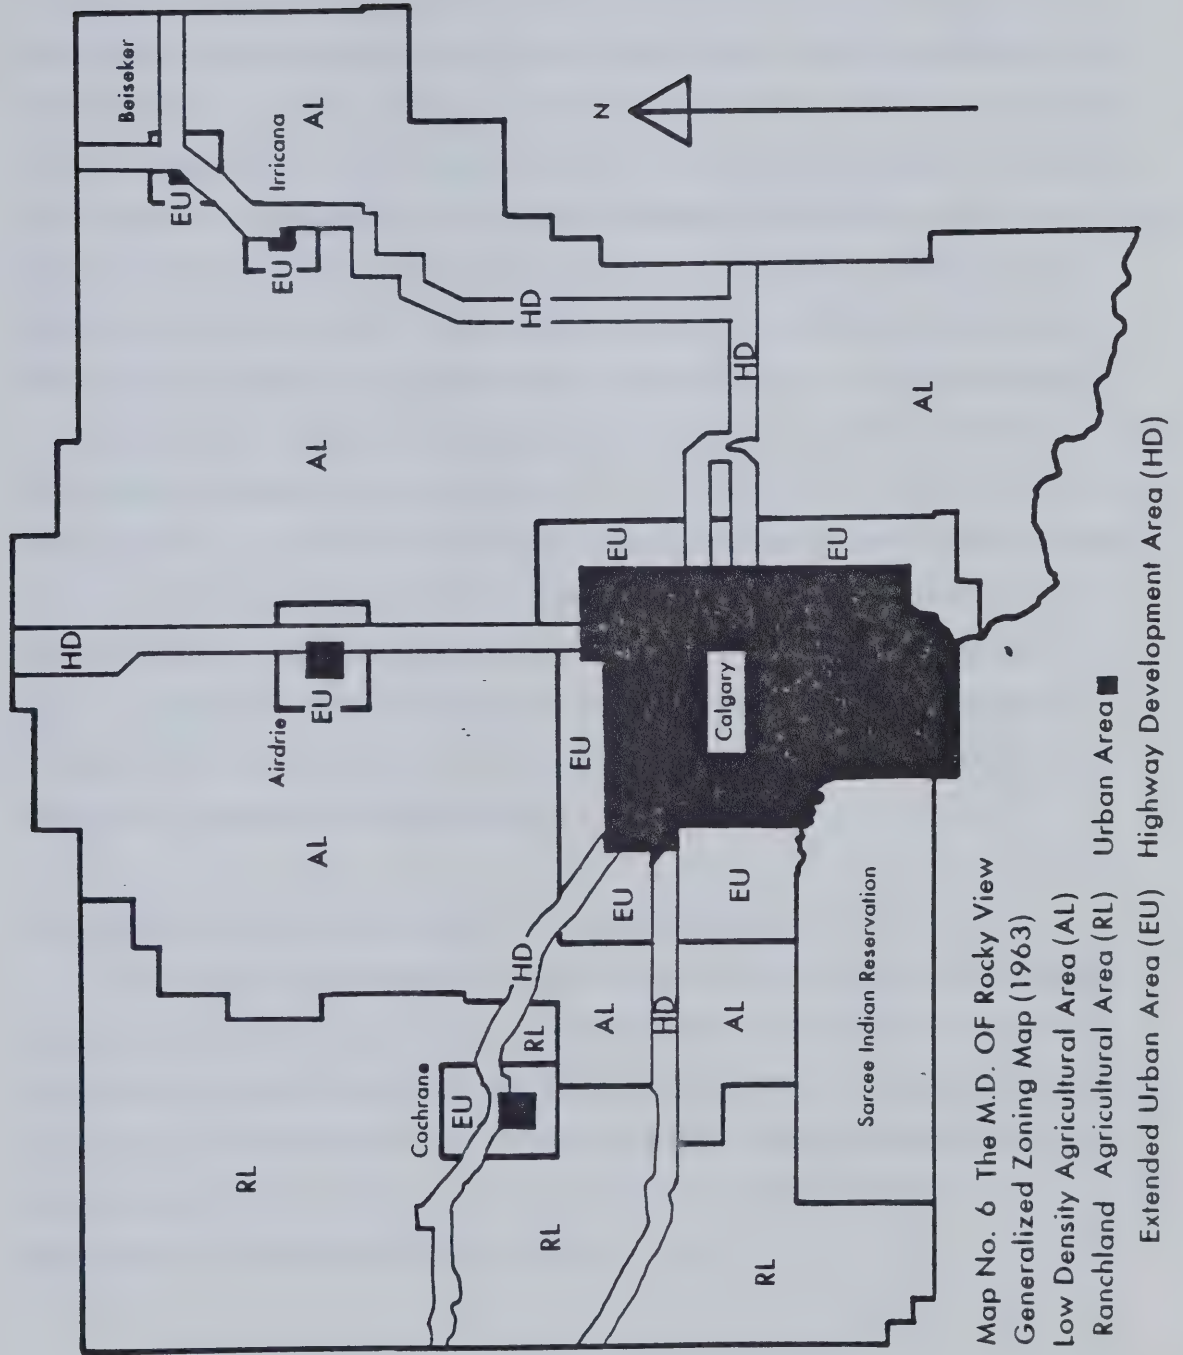 Beiseker
AL
Irricana
N
EU
EU
HD
HD
AL
AL
HD
EU
Airdrie
EU
EU
EU
Calgary
AL
EU
HD
EU
EU
RL
AL
HD
AL
Cochrane
EU
RL
RL
RL
Sarcee Indian Reservation
Map No. 6 The M.D. OF Rocky View
Generalized Zoning Map (1963)
Low Density Agricultural Area (AL)
Ranchland Agricultural Area (RL)
Urban Area
Extended Urban Area (EU)
Highway Development Area (HD)